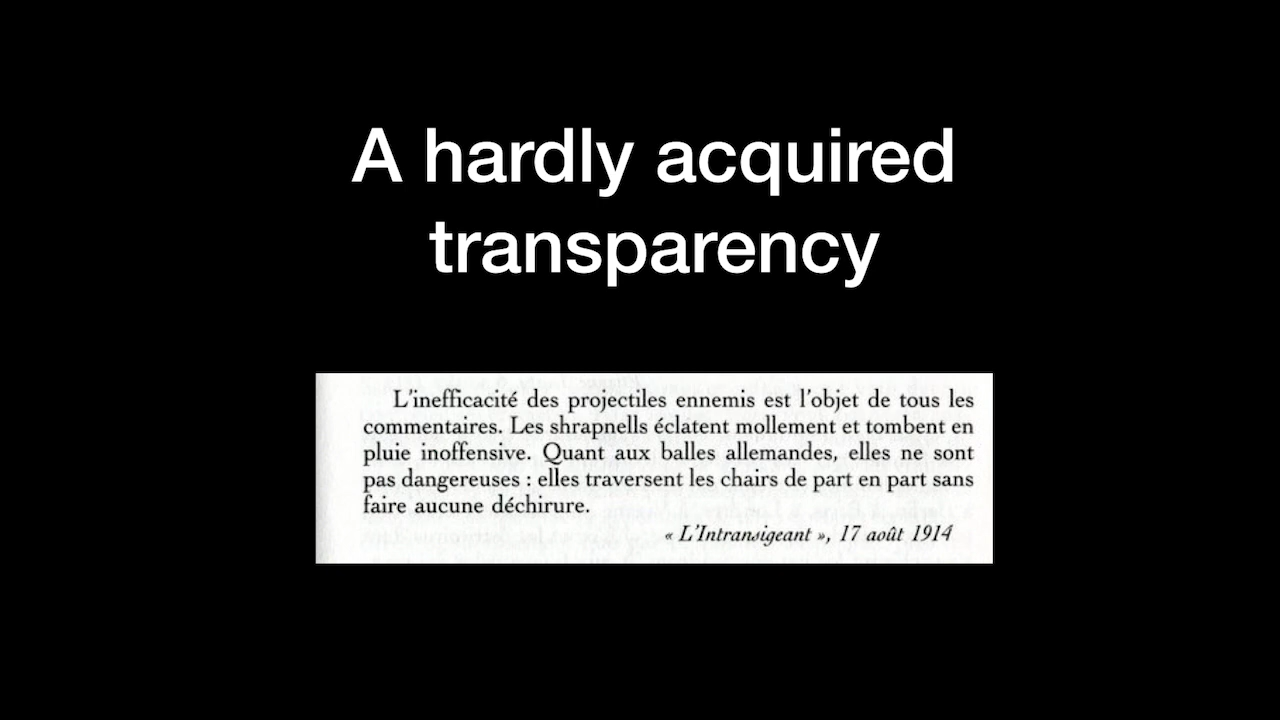 A hardly acquired
transparency
L'inefficacité des projectiles ennemis est l'objet de tous les
commentaires. Les shrapnells éclatent mollement et tombent en
pluie inoffensive. Quant aux balles allemandes, elles ne sont
pas dangereuses : elles traversent les chairs de part en part sans
faire aucune déchirure.
« L'Intransigeant », 17 août 1914